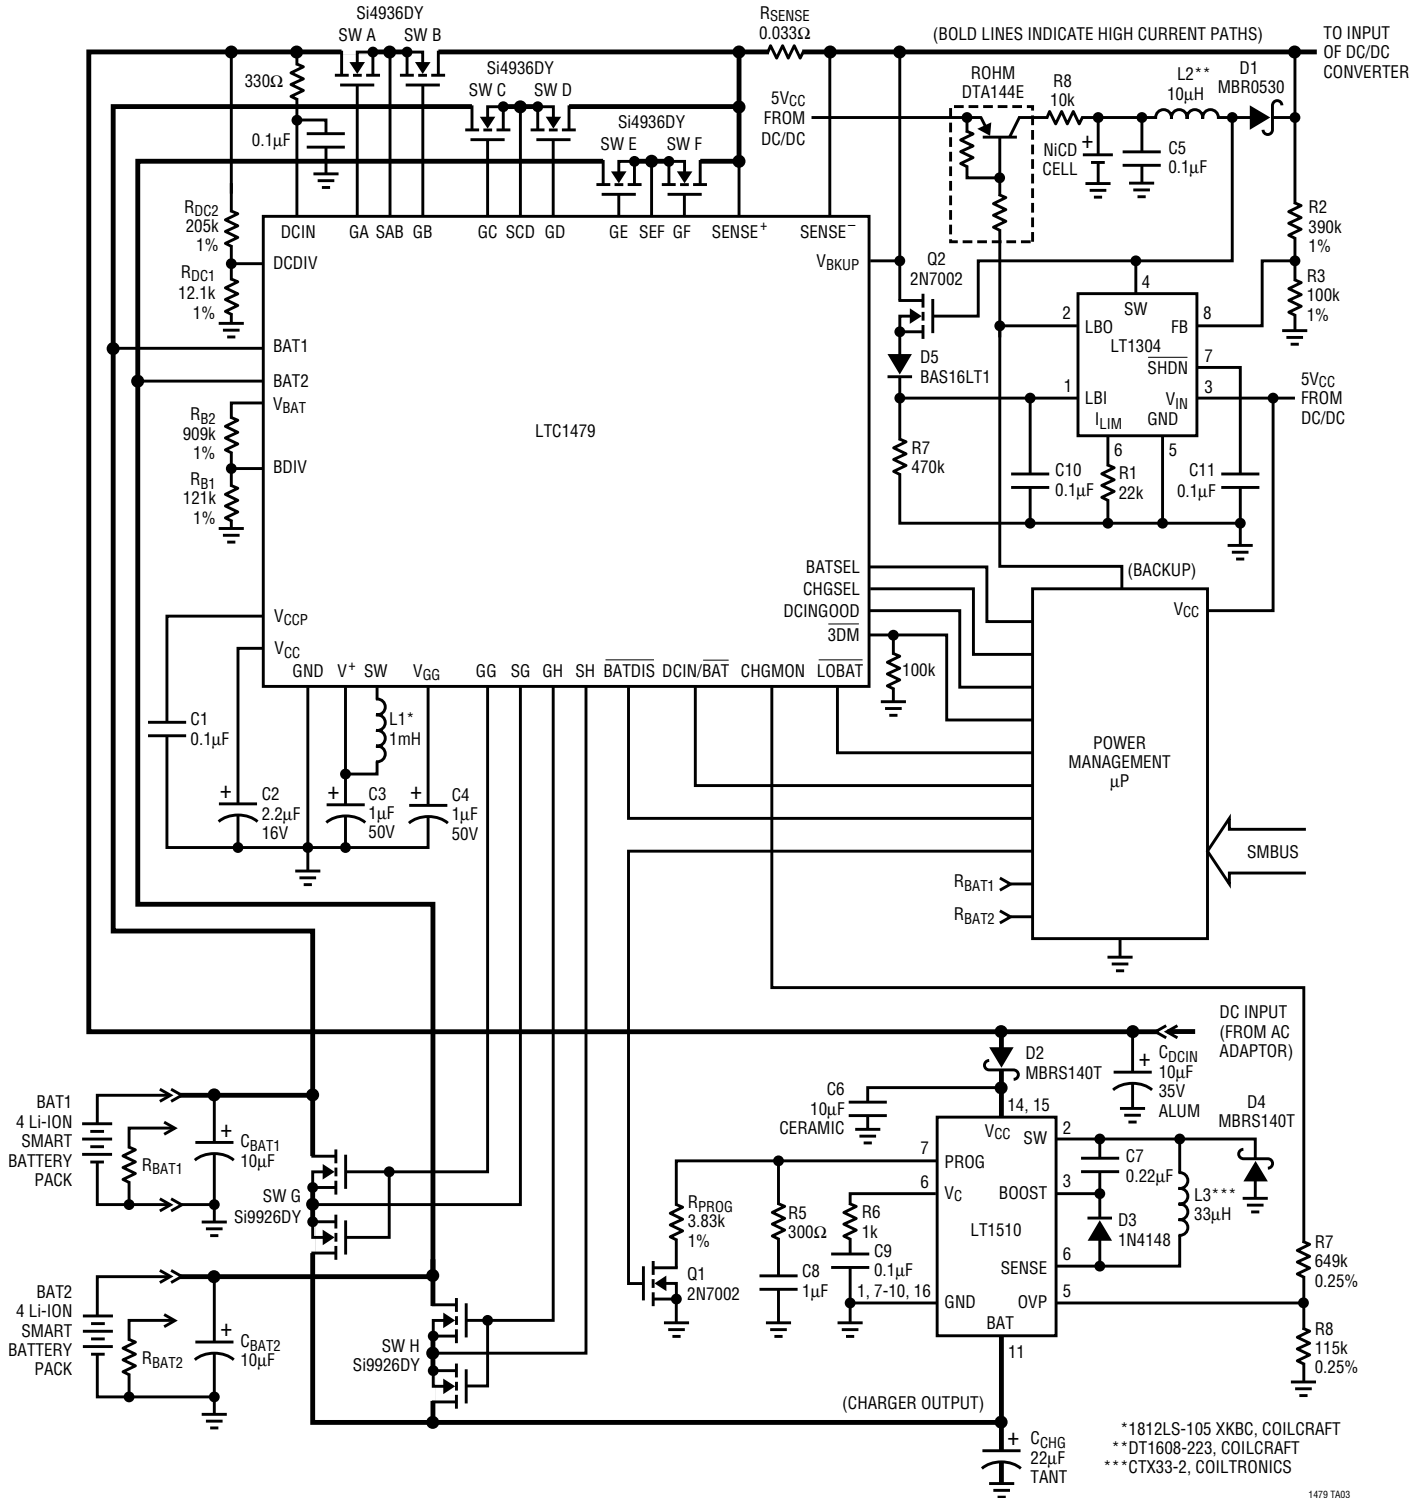 Si4936DY
SW A
SW B
RSENSE
0.033Ω
(BOLD LINES INDICATE HIGH CURRENT PATHS)
TO INPUT
OF DC/DC
CONVERTER
330Ω
0.1µF
Si4936DY
SW C
SW D
Si4936DY
SW E
SW F
5VCC
FROM
DC/DC
ROHM
DTA144E
R8
10k
L2**
10µH
D1
MBR0530
+
NiCD
CELL
C5
0.1µF
RDC2
205k
1%
RDC1
12.1k
1%
R2
390k
1%
R3
100k
1%
DCIN
GA
SAB
GB
GC
SCD
GD
GE
SEF
GF
SENSE+
SENSE–
DCDIV
BAT1
BAT2
VBAT
BDIV
RB2
909k
1%
RB1
121k
1%
LTC1479
VBKUP
Q2
2N7002
D5
BAS16LT1
R7
470k
2
LBO
4
SW
8
FB
LT1304
7
SHDN
1
LBI
3
VIN
ILIM
GND
6
5
5VCC
FROM
DC/DC
C10
0.1µF
R1
22k
C11
0.1µF
BATSEL
CHGSEL
DCINGOOD
3DM
100k
(BACKUP)
VCC
VCCP
VCC
GND
V+
SW
VGG
GG
SG
GH
SH
BATDIS
DCIN/BAT
CHGMON
LOBAT
C1
0.1µF
+
C2
2.2µF
16V
L1*
1mH
+
C3
1µF
50V
+
C4
1µF
50V
POWER
MANAGEMENT
µP
SMBUS
RBAT1
RBAT2
DC INPUT
(FROM AC
ADAPTOR)
D2
MBRS140T
+
CDCIN
10µF
35V
ALUM
C6
10µF
CERAMIC
14, 15
D4
MBRS140T
BAT1
4 Li-ION
SMART
BATTERY
PACK
RBAT1
+
CBAT1
10µF
SW G
Si9926DY
BAT2
4 Li-ION
SMART
BATTERY
PACK
RBAT2
+
CBAT2
10µF
SW H
Si9926DY
7
PROG
6
VC
VCC
SW
2
3
BOOST
LT1510
6
SENSE
5
OVP
1, 7-10, 16
GND
BAT
11
C7
0.22µF
D3
1N4148
L3***
33µH
RPROG
3.83k
1%
Q1
2N7002
R5
300Ω
C8
1µF
R6
1k
C9
0.1µF
R7
649k
0.25%
R8
115k
0.25%
(CHARGER OUTPUT)
+
CCHG
22µF
TANT
*1812LS-105 XKBC, COILCRAFT
**DT1608-223, COILCRAFT
***CTX33-2, COILTRONICS
1479 TA03